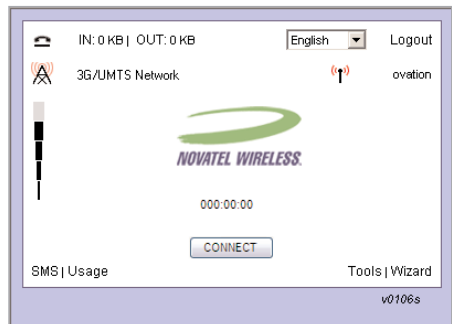 IN: 0 KB | OUT: 0 KB English Logout
3G/UMTS Network ovation
NOVATEL WIRELESS.
000:00:00
CONNECT
SMS | Usage Tools | Wizard
v0106s